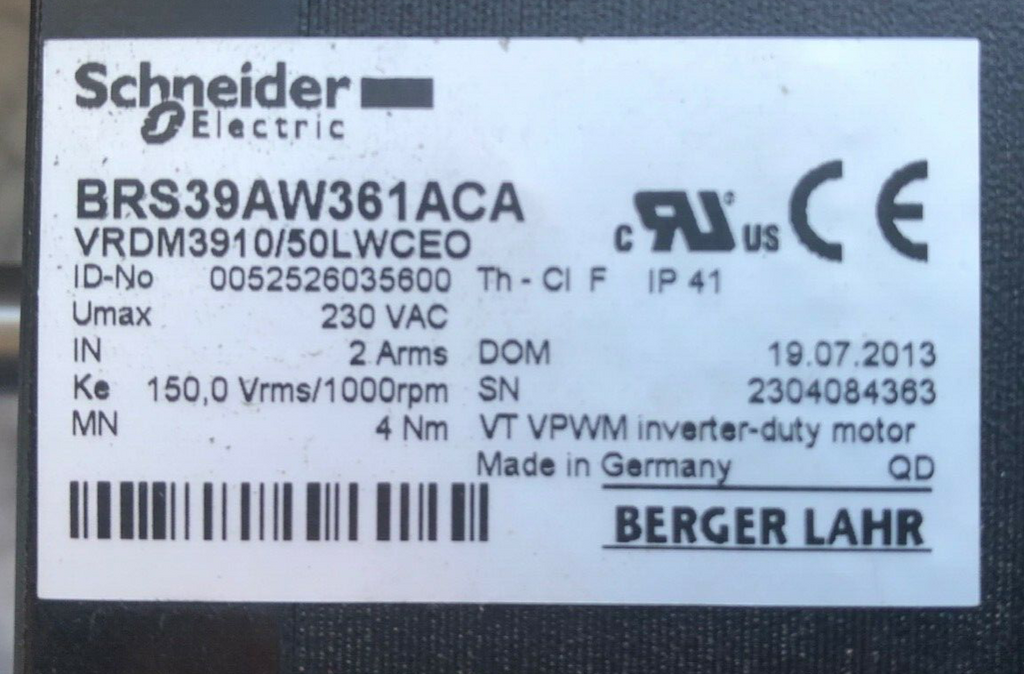 Schneider
Electric
BRS39AW361ACA
VRDM3910/50LWCEO
c RU US CE
ID-No 0052526035600 Th - Cl F IP 41
Umax 230 VAC
IN 2 Arms DOM 19.07.2013
Ke 150,0 Vrms/1000rpm SN 2304084363
MN 4 Nm VT VPWM inverter-duty motor
Made in Germany QD
BERGER LAHR